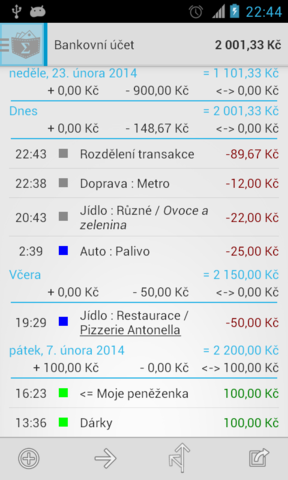 22:44
Bankovní účet 2 001,33 Kč
neděle, 23. února 2014 = 1 101,33 Kč
+ 0,00 Kč - 900,00 Kč <-> 0,00 Kč
Dnes = 2 001,33 Kč
+ 0,00 Kč - 148,67 Kč <-> 0,00 Kč
22:43 Rozdělení transakce -89,67 Kč
22:38 Doprava : Metro -12,00 Kč
20:43 Jídlo : Různé / Ovoce a -22,00 Kč
zelenina
2:39 Auto : Palivo -25,00 Kč
Včera = 2 150,00 Kč
+ 0,00 Kč - 50,00 Kč <-> 0,00 Kč
19:29 Jídlo : Restaurace / -50,00 Kč
Pizzerie Antonella
pátek, 7. února 2014 = 2 200,00 Kč
+ 100,00 Kč - 0,00 Kč <-> 100,00 Kč
16:23 <= Moje peněženka 100,00 Kč
13:36 Dárky 100,00 Kč